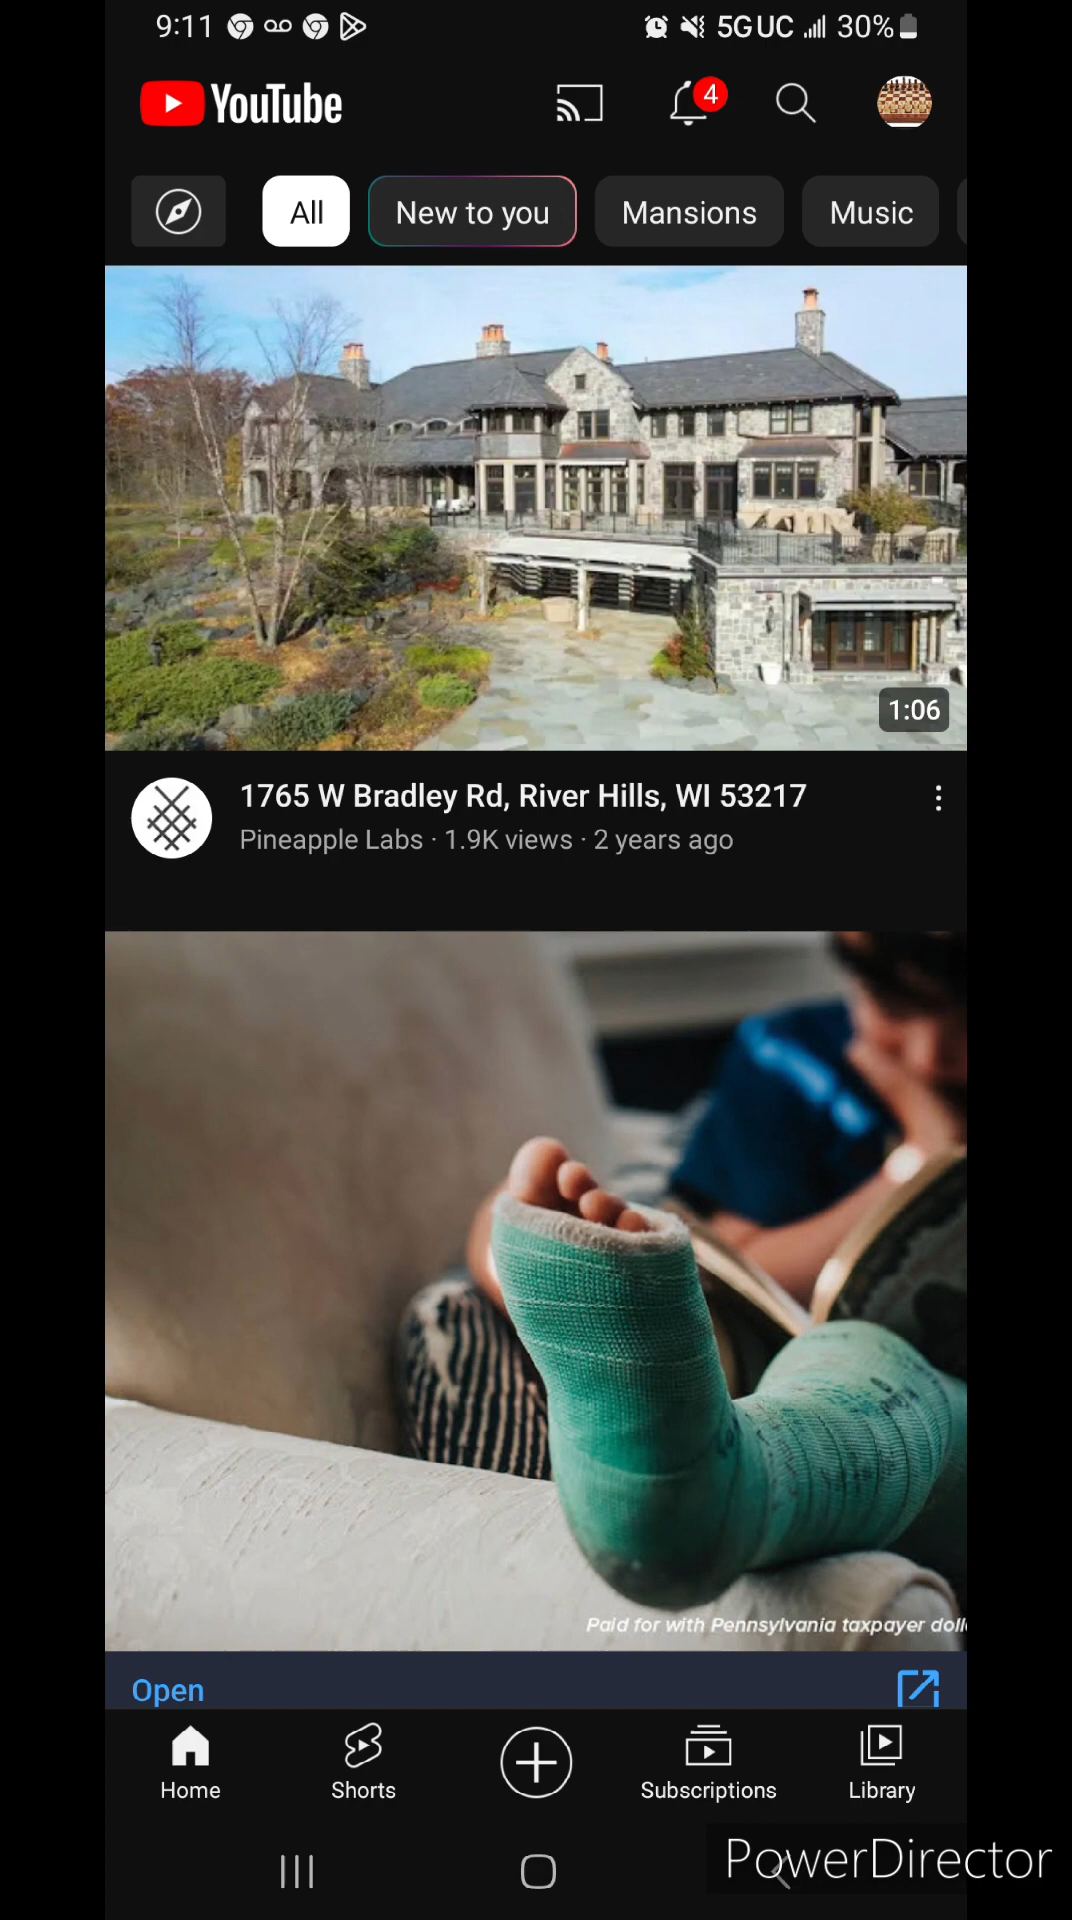 9:11 5G UC 30%
YouTube 4
All New to you Mansions Music
1:06
1765 W Bradley Rd, River Hills, WI 53217
Pineapple Labs · 1.9K views · 2 years ago
Paid for with Pennsylvania taxpayer
Open
Home Shorts Subscriptions Library
PowerDirector